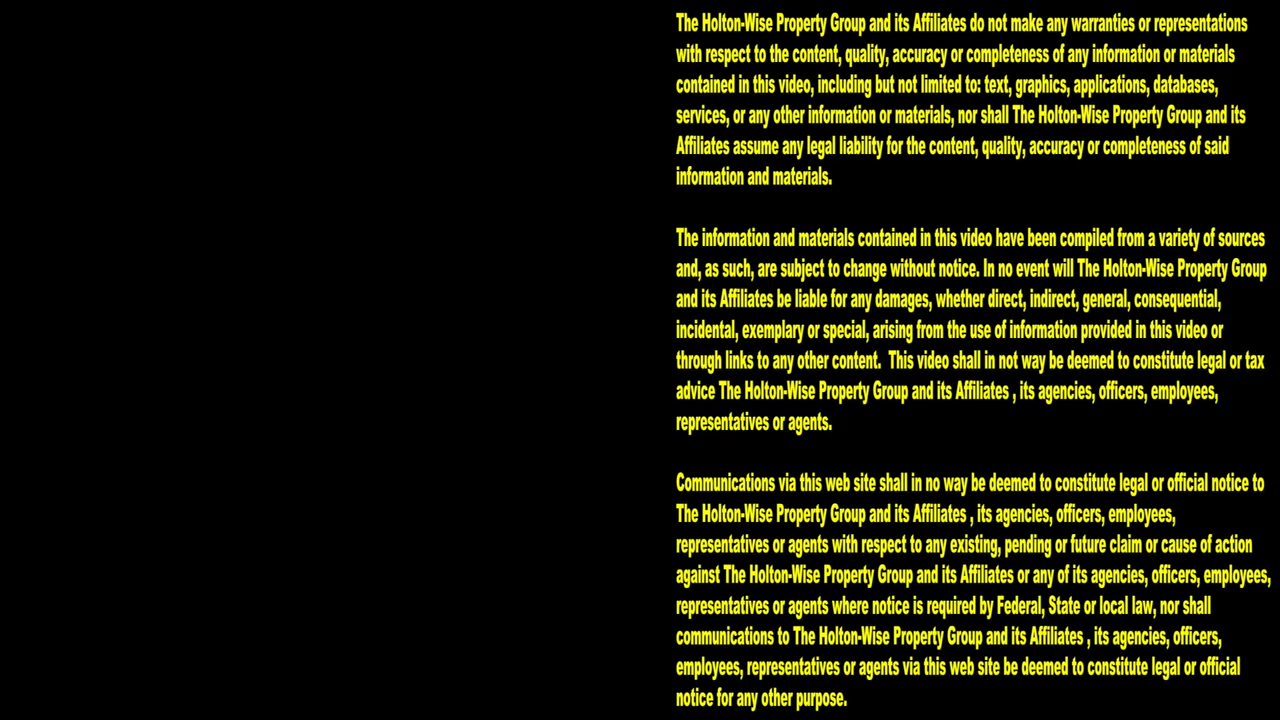 The Holton-Wise Property Group and its Affiliates do not make any warranties or representations
with respect to the content, quality, accuracy or completeness of any information or materials
contained in this video, including but not limited to: text, graphics, applications, databases,
services, or any other information or materials, nor shall The Holton-Wise Property Group and its
Affiliates assume any legal liability for the content, quality, accuracy or completeness of said
information and materials.
The information and materials contained in this video have been compiled from a variety of sources
and, as such, are subject to change without notice. In no event will The Holton-Wise Property Group
and its Affiliates be liable for any damages, whether direct, indirect, general, consequential,
incidental, exemplary or special, arising from the use of information provided in this video or
through links to any other content.  This video shall in not way be deemed to constitute legal or tax
advice The Holton-Wise Property Group and its Affiliates , its agencies, officers, employees,
representatives or agents.
Communications via this web site shall in no way be deemed to constitute legal or official notice to
The Holton-Wise Property Group and its Affiliates , its agencies, officers, employees,
representatives or agents with respect to any existing, pending or future claim or cause of action
against The Holton-Wise Property Group and its Affiliates or any of its agencies, officers, employees,
representatives or agents where notice is required by Federal, State or local law, nor shall
communications to The Holton-Wise Property Group and its Affiliates , its agencies, officers,
employees, representatives or agents via this web site be deemed to constitute legal or official
notice for any other purpose.